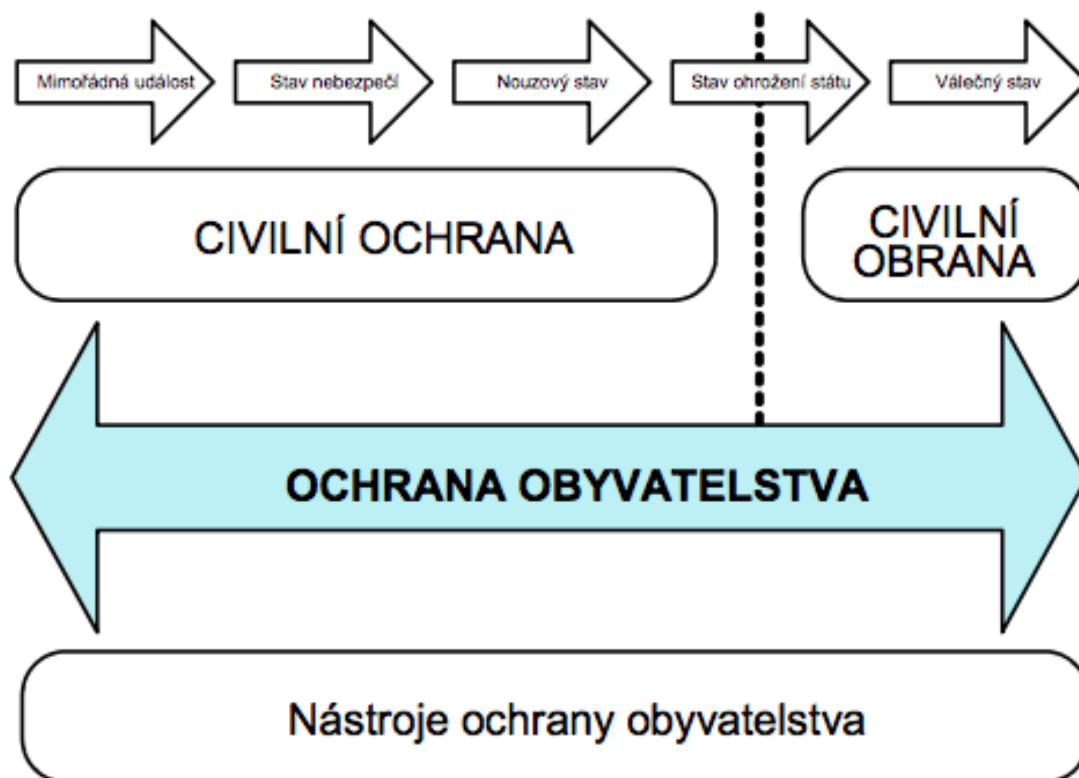 Mimořádná událost
Stav nebezpečí
Nouzový stav
Stav ohrožení státu
Válečný stav
CIVILNÍ OCHRANA
CIVILNÍ
OBRANA
OCHRANA OBYVATELSTVA
Nástroje ochrany obyvatelstva